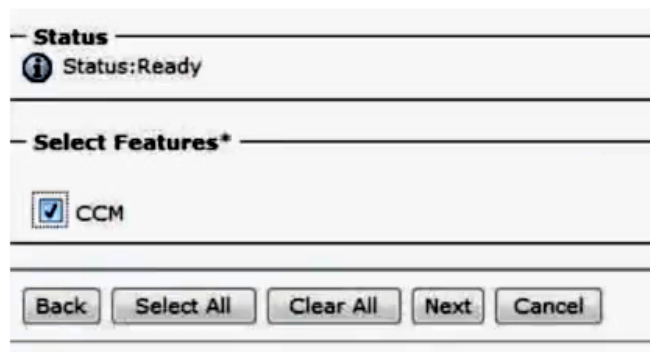 Status
Status:Ready
Select Features*
CCM
Back Select All Clear All Next Cancel